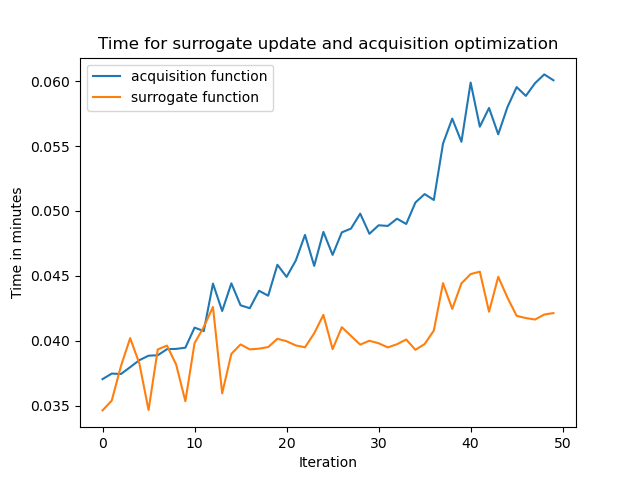 Time for surrogate update and acquisition optimization
acquisition function
surrogate function
0.060
0.055
0.050
0.045
0.040
0.035
Time in minutes
0 10 20 30 40 50
Iteration